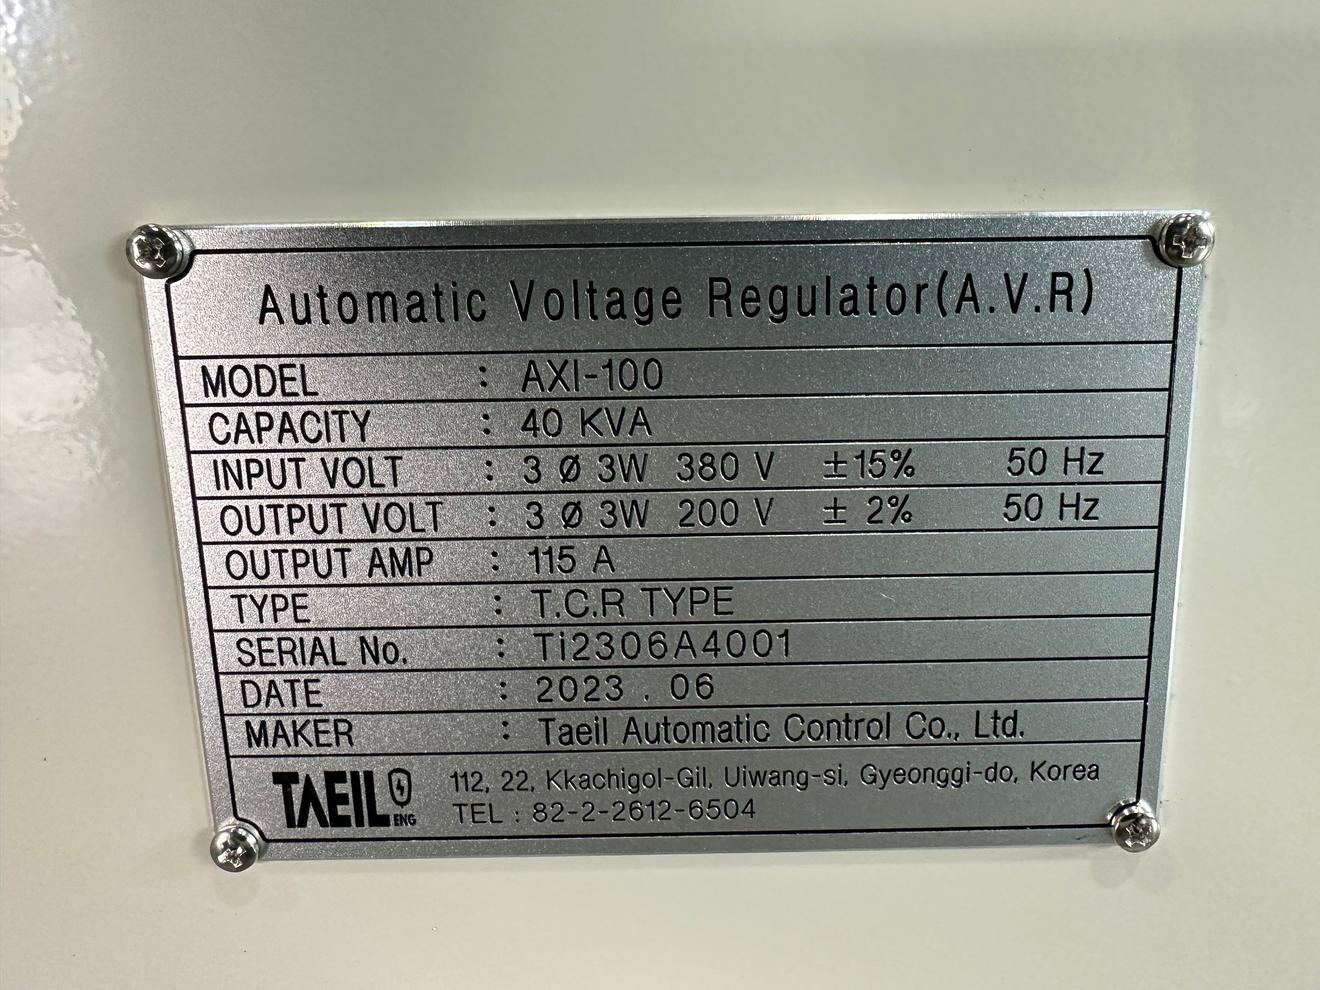 Automatic Voltage Regulator(A.V.R)
MODEL : AXI-100
CAPACITY : 40 KVA
INPUT VOLT : 3 Ø 3W 380 V ±15% 50 Hz
OUTPUT VOLT : 3 Ø 3W 200 V ± 2% 50 Hz
OUTPUT AMP : 115 A
TYPE : T.C.R TYPE
SERIAL No. : Ti2306A4001
DATE : 2023 . 06
MAKER : Taeil Automatic Control Co., Ltd.
TAEIL ENG
112, 22, Kkachigol-Gil, Uiwang-si, Gyeonggi-do, Korea
TEL : 82-2-2612-6504